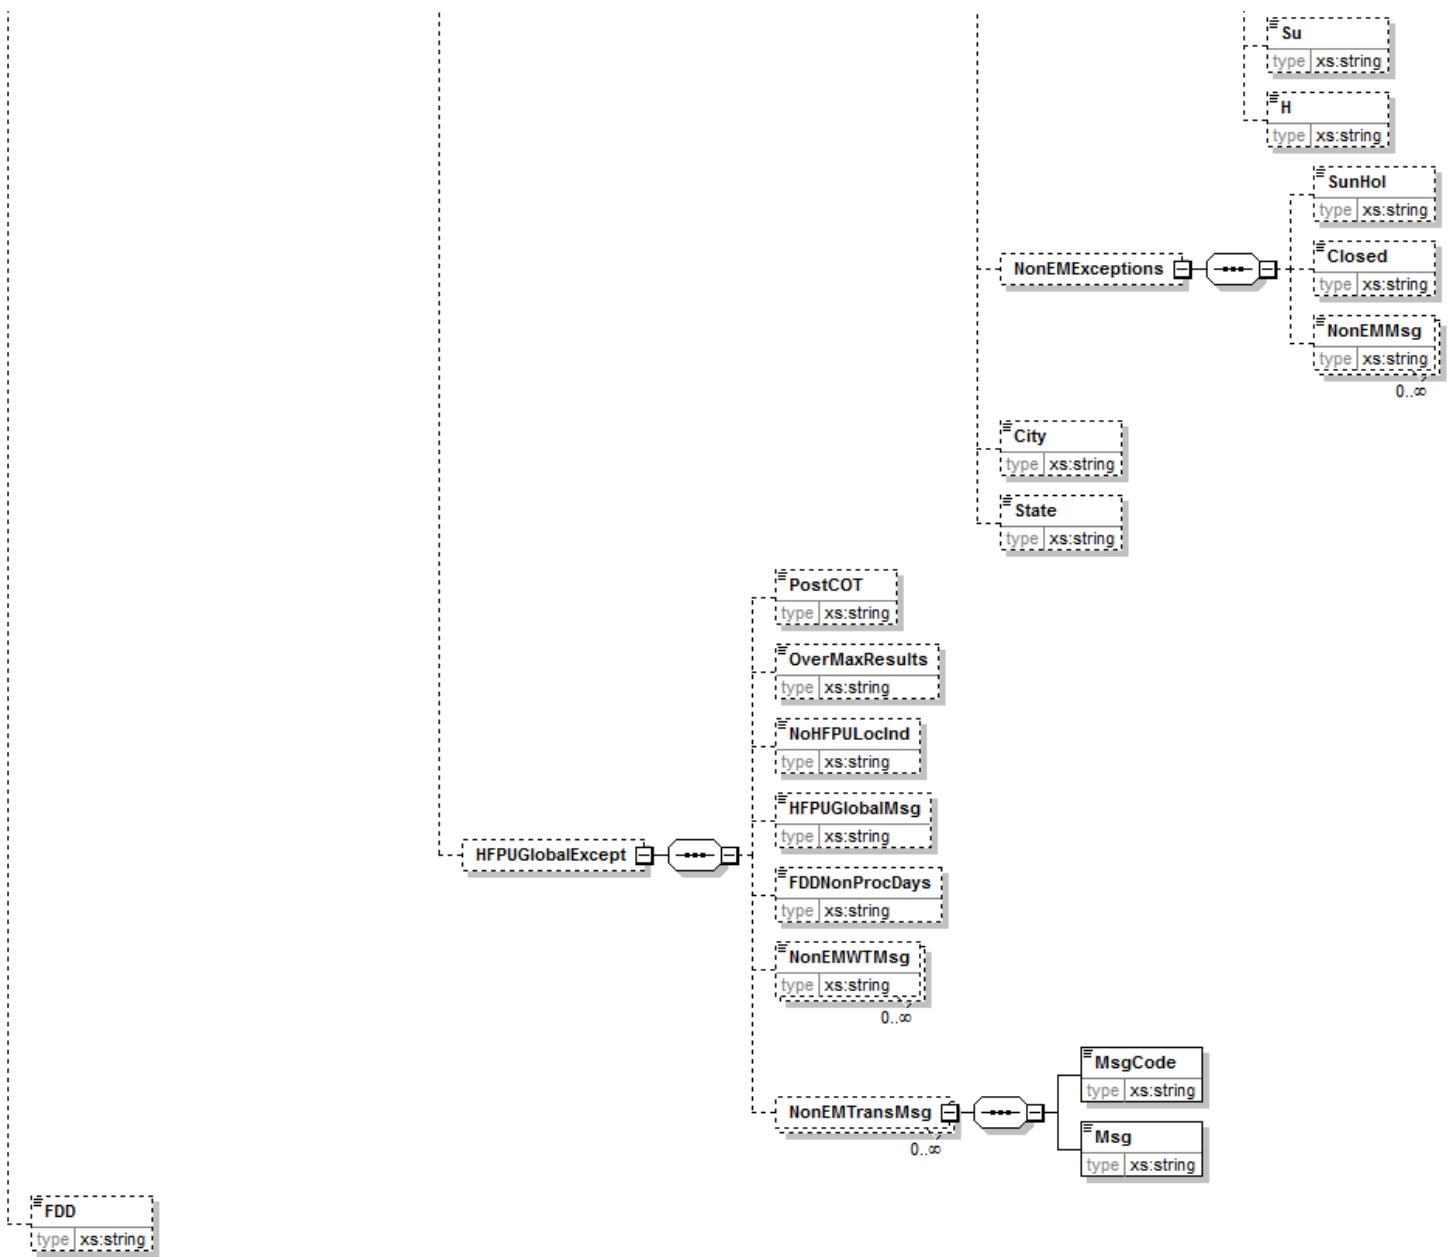 Su
type xs:string
H
type xs:string
SunHol
type xs:string
NonEMExceptions
Closed
type xs:string
NonEMMsg
type xs:string
0..∞
City
type xs:string
State
type xs:string
PostCOT
type xs:string
OverMaxResults
type xs:string
NoHFPULocInd
type xs:string
HFPUGlobalMsg
type xs:string
HFPUGlobalExcept
FDDNonProcDays
type xs:string
NonEMWTMsg
type xs:string
0..∞
NonEMTransMsg
0..∞
MsgCode
type xs:string
Msg
type xs:string
FDD
type xs:string